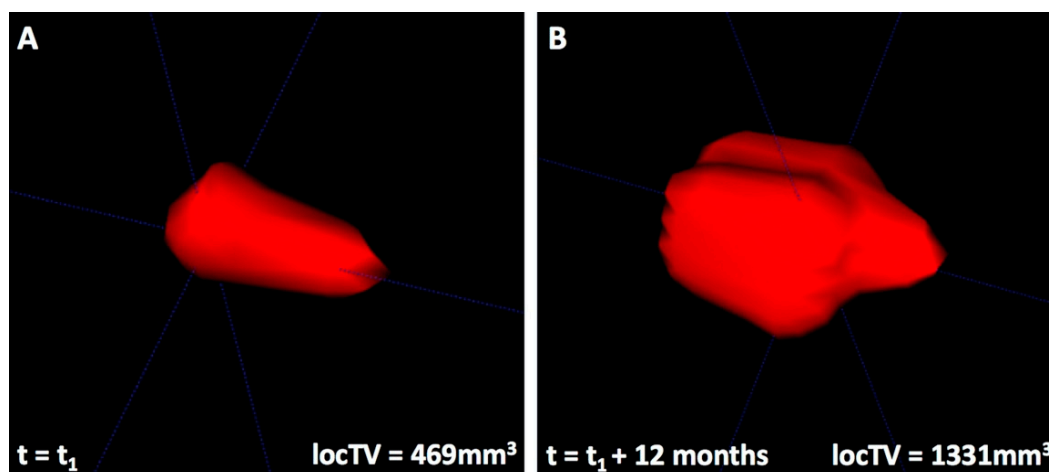 A
B
t = t₁
locTV = 469mm³
t = t₁ + 12 months
locTV = 1331mm³